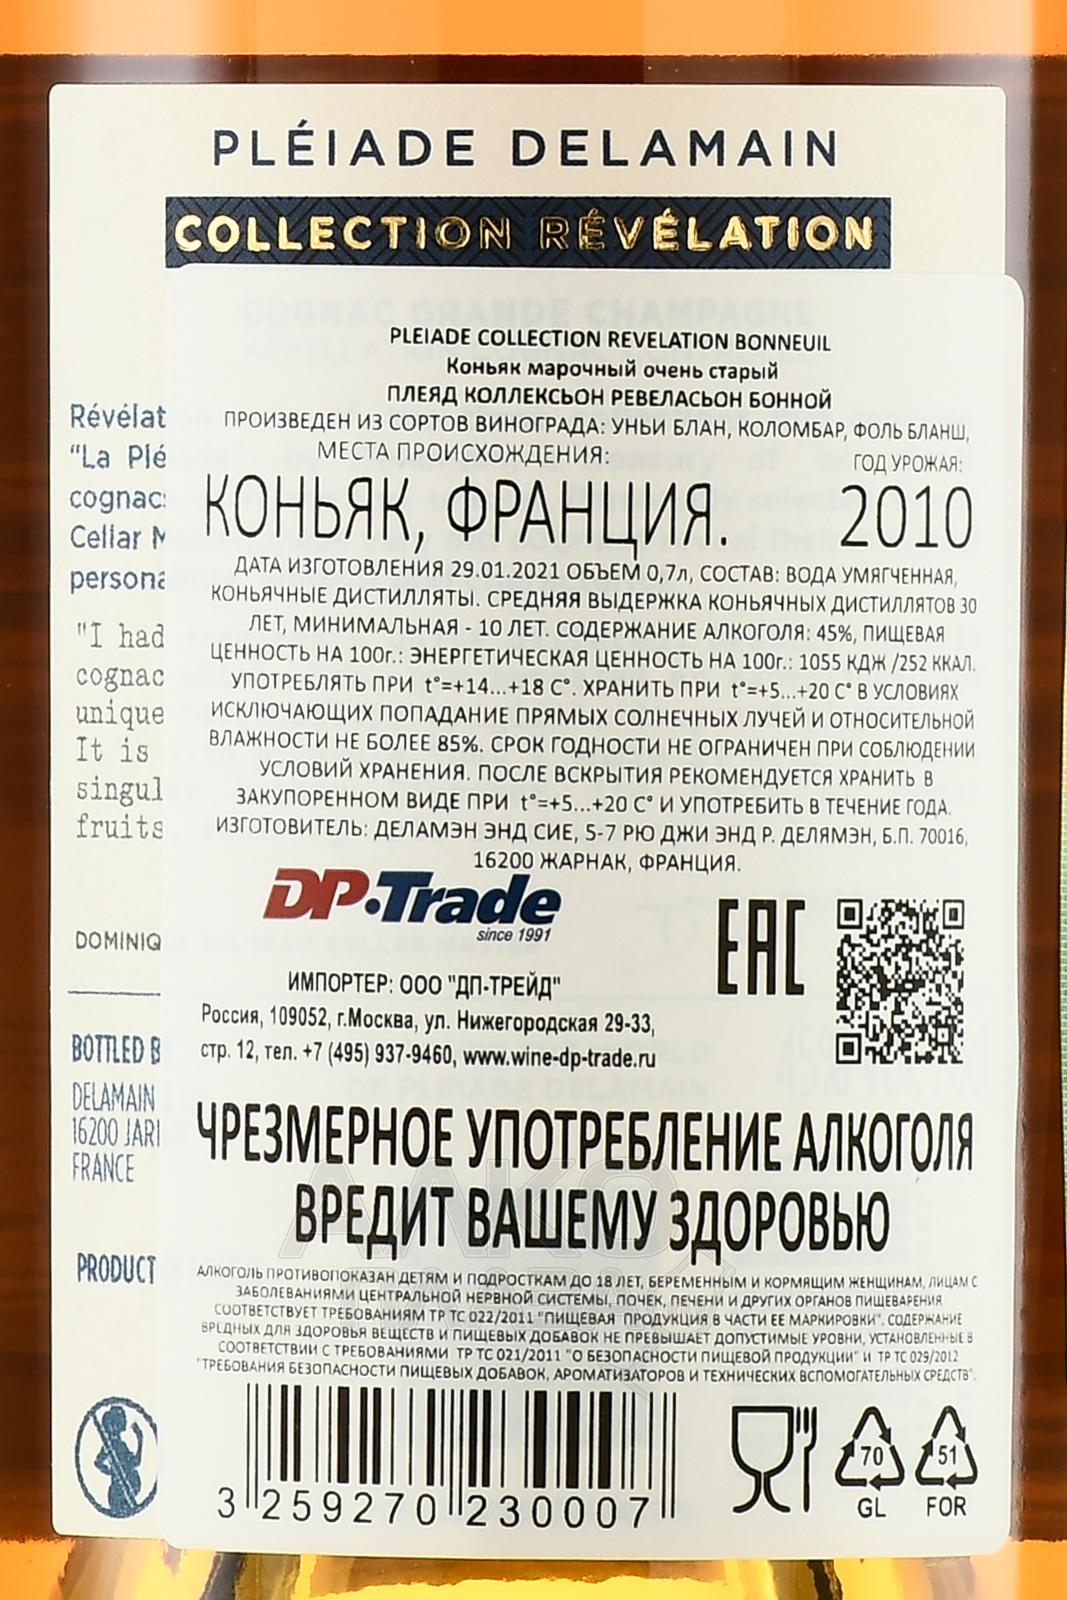 PLÉIADE DELAMAIN
COLLECTION RÉVÉLATION
COGNAC GRANDE CHAMPAGNE
PLEIADE COLLECTION REVELATION BONNEUIL
Коньяк марочный очень старый
ПЛЕЯД КОЛЛЕКСЬОН РЕВЕЛАСЬОН БОННОЙ
ПРОИЗВЕДЕН ИЗ СОРТОВ ВИНОГРАДА: УНЬИ БЛАН, КОЛОМБАР, ФОЛЬ БЛАНШ,
МЕСТА ПРОИСХОЖДЕНИЯ: ГОД УРОЖАЯ:
КОНЬЯК, ФРАНЦИЯ. 2010
ДАТА ИЗГОТОВЛЕНИЯ 29.01.2021 ОБЪЕМ 0,7л, СОСТАВ: ВОДА УМЯГЧЕННАЯ,
КОНЬЯЧНЫЕ ДИСТИЛЛЯТЫ. СРЕДНЯЯ ВЫДЕРЖКА КОНЬЯЧНЫХ ДИСТИЛЛЯТОВ 30
ЛЕТ, МИНИМАЛЬНАЯ - 10 ЛЕТ. СОДЕРЖАНИЕ АЛКОГОЛЯ: 45%, ПИЩЕВАЯ
ЦЕННОСТЬ НА 100г.: ЭНЕРГЕТИЧЕСКАЯ ЦЕННОСТЬ НА 100г.: 1055 КДЖ /252 ККАЛ.
УПОТРЕБЛЯТЬ ПРИ t°=+14...+18 С°. ХРАНИТЬ ПРИ t°=+5...+20 С° В УСЛОВИЯХ
ИСКЛЮЧАЮЩИХ ПОПАДАНИЕ ПРЯМЫХ СОЛНЕЧНЫХ ЛУЧЕЙ И ОТНОСИТЕЛЬНОЙ
ВЛАЖНОСТИ НЕ БОЛЕЕ 85%. СРОК ГОДНОСТИ НЕ ОГРАНИЧЕН ПРИ СОБЛЮДЕНИИ
УСЛОВИЙ ХРАНЕНИЯ. ПОСЛЕ ВСКРЫТИЯ РЕКОМЕНДУЕТСЯ ХРАНИТЬ В
ЗАКУПОРЕННОМ ВИДЕ ПРИ t°=+5...+20 С° И УПОТРЕБИТЬ В ТЕЧЕНИЕ ГОДА.
ИЗГОТОВИТЕЛЬ: ДЕЛАМЭН ЭНД СИЕ, 5-7 РЮ ДЖИ ЭНД Р. ДЕЛЯМЭН, Б.П. 70016,
16200 ЖАРНАК, ФРАНЦИЯ.
DP·Trade
since 1991
EAC
ИМПОРТЕР: ООО "ДП-ТРЕЙД"
Россия, 109052, г.Москва, ул. Нижегородская 29-33,
стр. 12, тел. +7 (495) 937-9460, www.wine-dp-trade.ru
ЧРЕЗМЕРНОЕ УПОТРЕБЛЕНИЕ АЛКОГОЛЯ
ВРЕДИТ ВАШЕМУ ЗДОРОВЬЮ
АЛКОГОЛЬ ПРОТИВОПОКАЗАН ДЕТЯМ И ПОДРОСТКАМ ДО 18 ЛЕТ, БЕРЕМЕННЫМ И КОРМЯЩИМ ЖЕНЩИНАМ, ЛИЦАМ С
ЗАБОЛЕВАНИЯМИ ЦЕНТРАЛЬНОЙ НЕРВНОЙ СИСТЕМЫ, ПОЧЕК, ПЕЧЕНИ И ДРУГИХ ОРГАНОВ ПИЩЕВАРЕНИЯ.
СООТВЕТСТВУЕТ ТРЕБОВАНИЯМ ТР ТС 022/2011 "ПИЩЕВАЯ ПРОДУКЦИЯ В ЧАСТИ ЕЕ МАРКИРОВКИ". СОДЕРЖАНИЕ
ВРЕДНЫХ ДЛЯ ЗДОРОВЬЯ ВЕЩЕСТВ И ПИЩЕВЫХ ДОБАВОК НЕ ПРЕВЫШАЕТ ДОПУСТИМЫЕ УРОВНИ, УСТАНОВЛЕННЫЕ В
СООТВЕТСТВИИ С ТРЕБОВАНИЯМИ ТР ТС 021/2011 "О БЕЗОПАСНОСТИ ПИЩЕВОЙ ПРОДУКЦИИ" И ТР ТС 029/2012
"ТРЕБОВАНИЯ БЕЗОПАСНОСТИ ПИЩЕВЫХ ДОБАВОК, АРОМАТИЗАТОРОВ И ТЕХНИЧЕСКИХ ВСПОМОГАТЕЛЬНЫХ СРЕДСТВ".
3 259270 230007
70
GL
51
FOR
Révélat
"La Plé
cognac
Cellar M
persona
"I had
cognac
unique
It is
singul
fruits
DOMINIQ
BOTTLED B
DELAMAIN
16200 JAR
FRANCE
PRODUCT